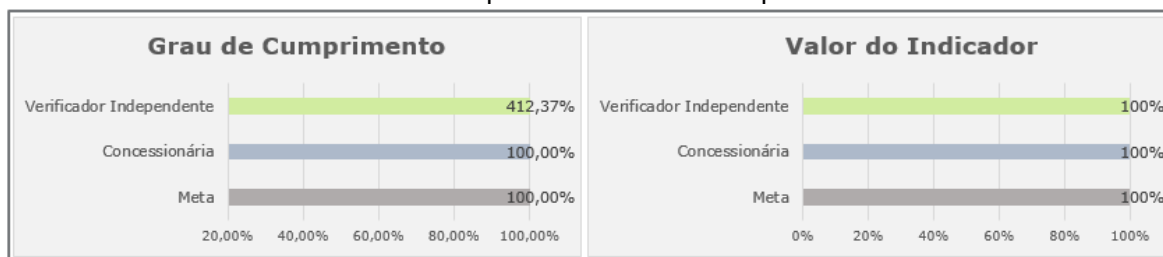 Grau de Cumprimento
Verificador Independente 412,37%
Concessionária 100,00%
Meta 100,00%
20,00% 40,00% 60,00% 80,00% 100,00%
Valor do Indicador
Verificador Independente 100%
Concessionária 100%
Meta 100%
0% 20% 40% 60% 80% 100%